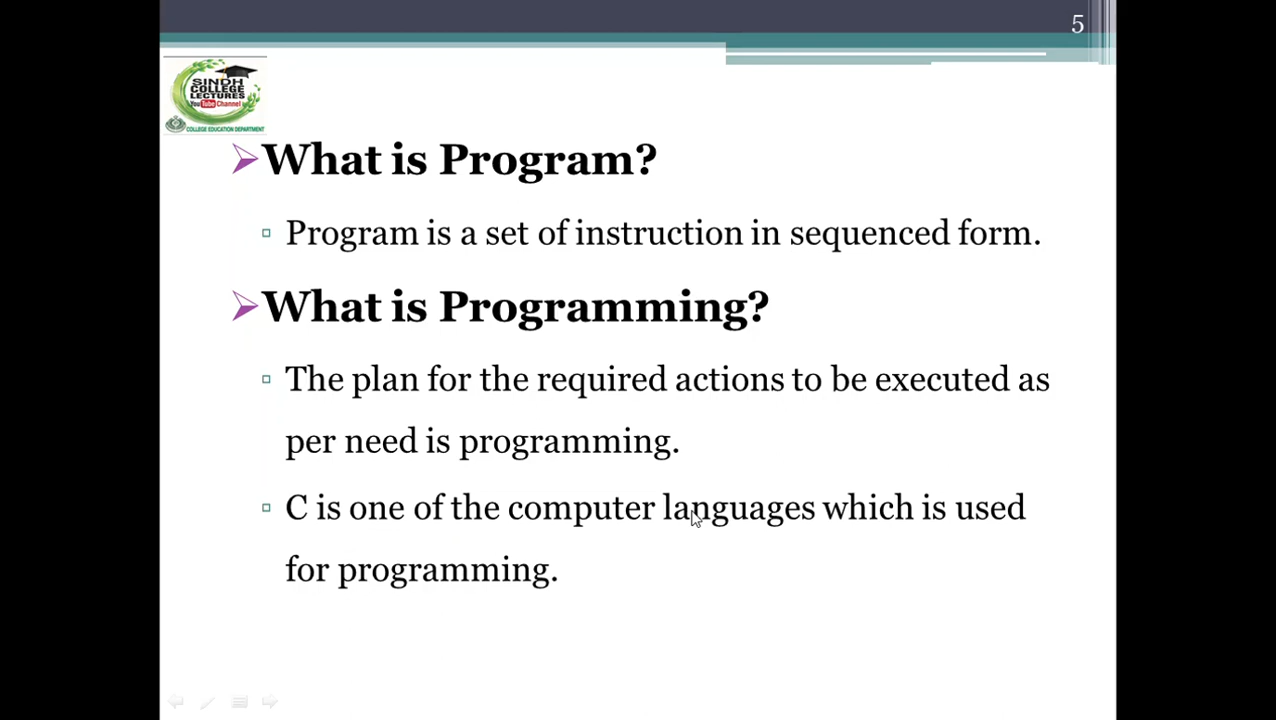 5
SINDH
COLLEGE
LECTURES
YouTube Channel
COLLEGE EDUCATION DEPARTMENT
What is Program?
Program is a set of instruction in sequenced form.
What is Programming?
The plan for the required actions to be executed as
per need is programming.
C is one of the computer languages which is used
for programming.